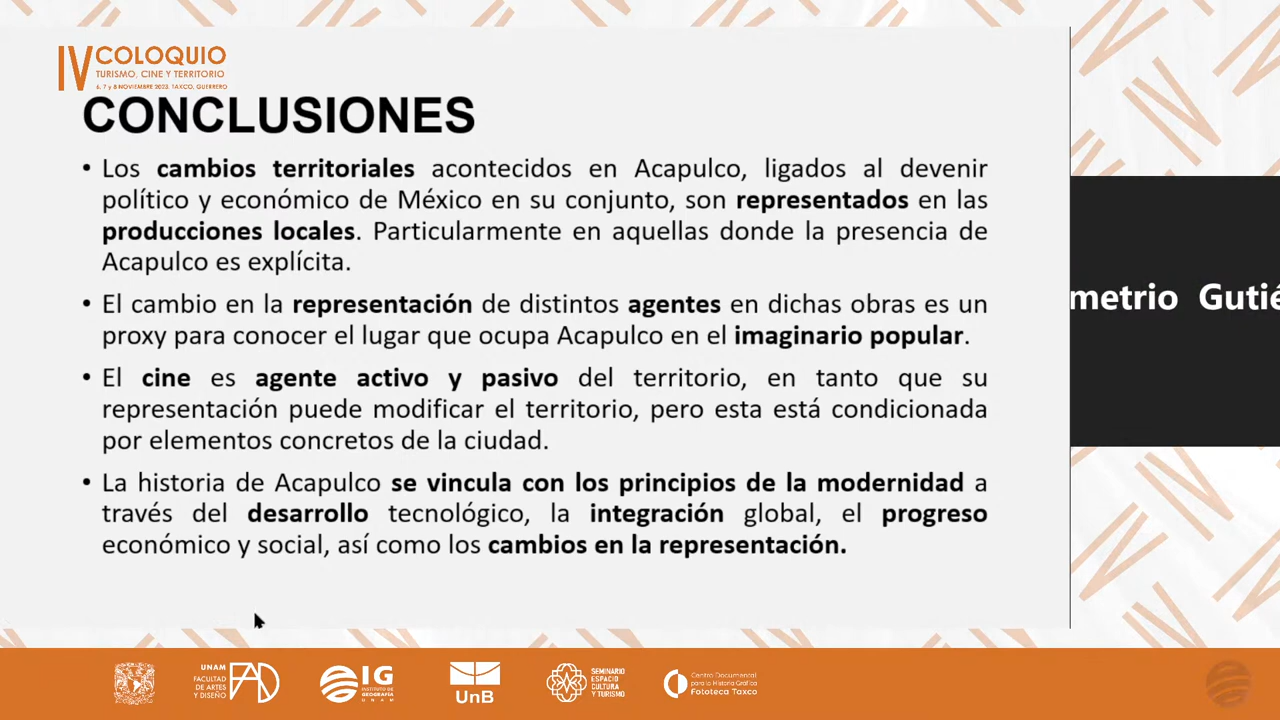 IV COLOQUIO
TURISMO, CINE Y TERRITORIO
6, 7 y 8 NOVIEMBRE 2023. TAXCO, GUERRERO
CONCLUSIONES
• Los cambios territoriales acontecidos en Acapulco, ligados al devenir
político y económico de México en su conjunto, son representados en las
producciones locales. Particularmente en aquellas donde la presencia de
Acapulco es explícita.
• El cambio en la representación de distintos agentes en dichas obras es un
proxy para conocer el lugar que ocupa Acapulco en el imaginario popular.
• El cine es agente activo y pasivo del territorio, en tanto que su
representación puede modificar el territorio, pero esta está condicionada
por elementos concretos de la ciudad.
• La historia de Acapulco se vincula con los principios de la modernidad a
través del desarrollo tecnológico, la integración global, el progreso
económico y social, así como los cambios en la representación.
metrio Gutié
UNAM
FACULTAD
DE ARTES
Y DISEÑO
FAD
IG
INSTITUTO DE
GEOGRAFÍA
UNAM
UnB
SEMINARIO
ESPACIO
CULTURA
Y TURISMO
Centro Documental
para la Historia Gráfica
Fototeca Taxco